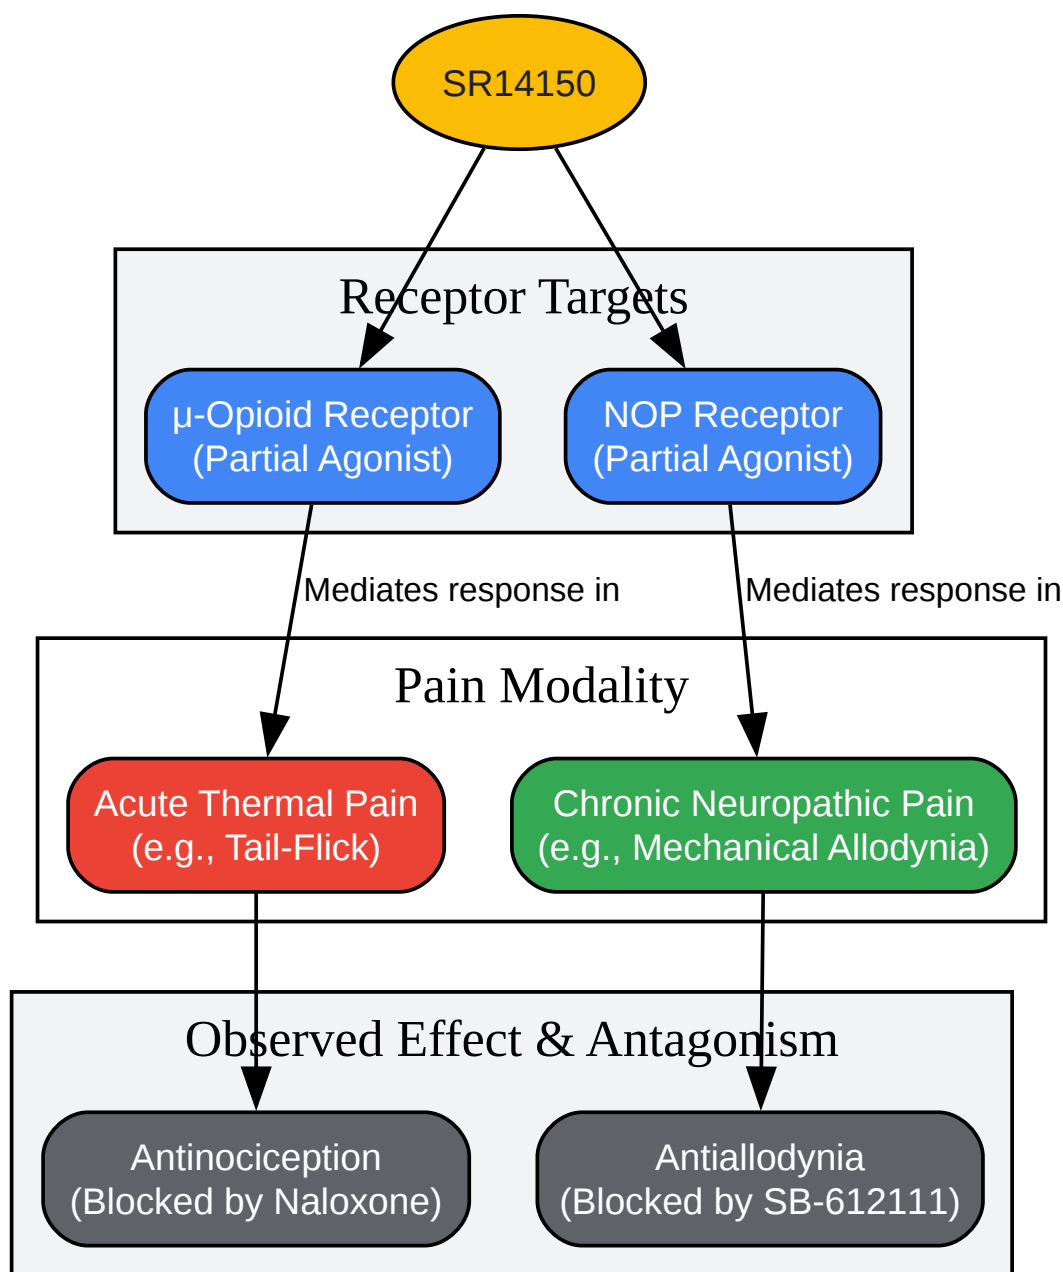 SR14150
Receptor Targets
μ-Opioid Receptor
(Partial Agonist)
NOP Receptor
(Partial Agonist)
Mediates response in
Mediates response in
Pain Modality
Acute Thermal Pain
(e.g., Tail-Flick)
Chronic Neuropathic Pain
(e.g., Mechanical Allodynia)
Observed Effect & Antagonism
Antinociception
(Blocked by Naloxone)
Antiallodynia
(Blocked by SB-612111)